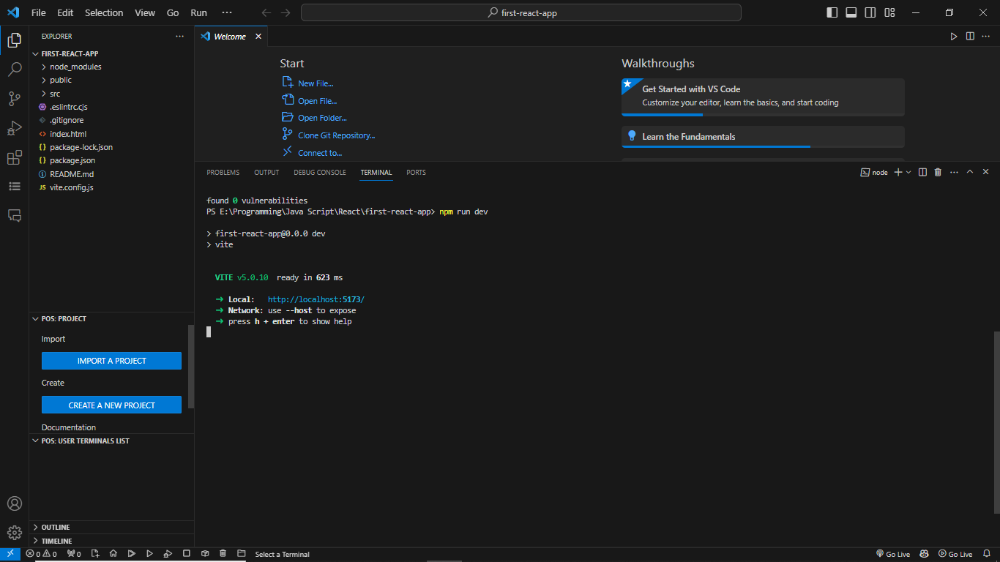 File Edit Selection View Go Run ···
first-react-app
EXPLORER ···
FIRST-REACT-APP
node_modules
public
src
.eslintrc.cjs
.gitignore
<> index.html
{} package-lock.json
{} package.json
README.md
JS vite.config.js
POS: PROJECT
Import
IMPORT A PROJECT
Create
CREATE A NEW PROJECT
Documentation
POS: USER TERMINALS LIST
OUTLINE
TIMELINE
Welcome
Start
New File...
Open File...
Open Folder...
Clone Git Repository...
Connect to...
Walkthroughs
Get Started with VS Code
Customize your editor, learn the basics, and start coding
Learn the Fundamentals
PROBLEMS OUTPUT DEBUG CONSOLE TERMINAL PORTS
node
found 0 vulnerabilities
PS E:\Programming\Java Script\React\first-react-app> npm run dev
> first-react-app@0.0.0 dev
> vite
VITE v5.0.10 ready in 623 ms
➜ Local: http://localhost:5173/
➜ Network: use --host to expose
➜ press h + enter to show help
0 0 0 Select a Terminal Go Live Go Live